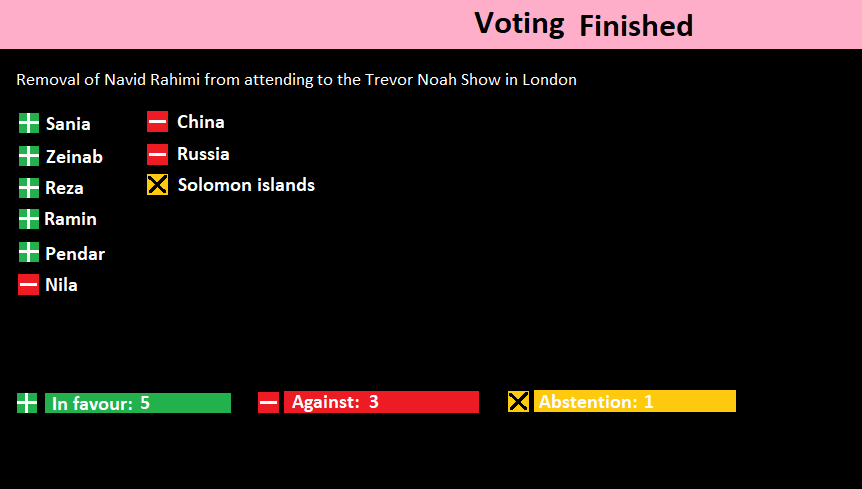 Voting Finished
Removal of Navid Rahimi from attending to the Trevor Noah Show in London
Sania
Zeinab
Reza
Ramin
Pendar
Nila
China
Russia
Solomon islands
In favour: 5
Against: 3
Abstention: 1